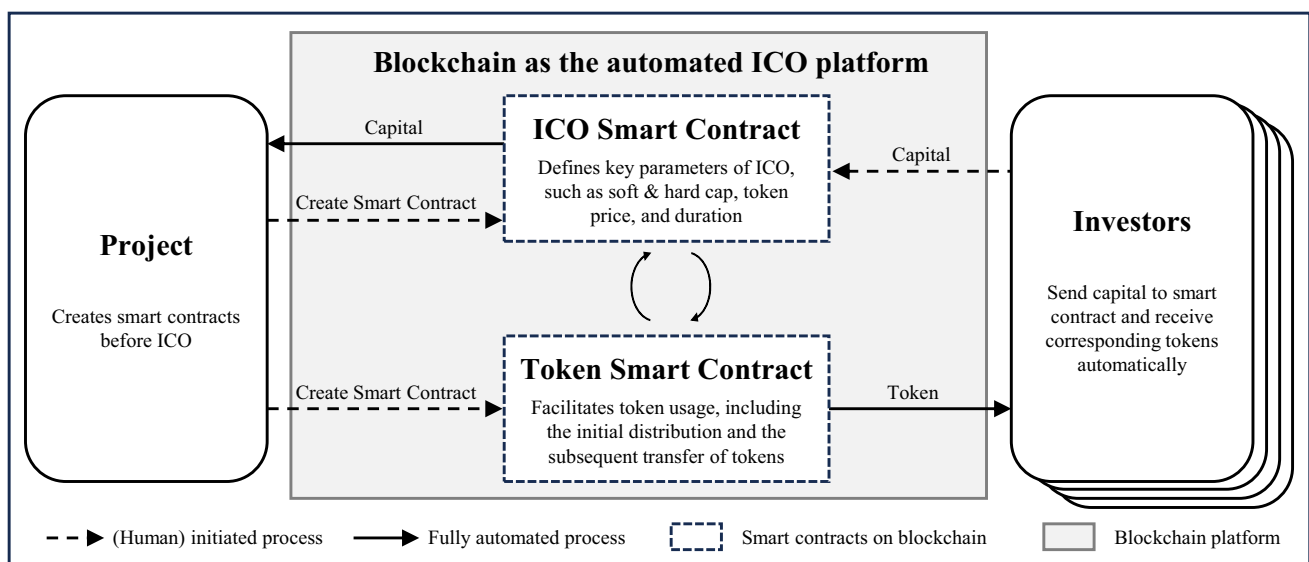 Blockchain as the automated ICO platform
Project
Creates smart contracts
before ICO
Capital
Create Smart Contract
Create Smart Contract
ICO Smart Contract
Defines key parameters of ICO,
such as soft & hard cap, token
price, and duration
Token Smart Contract
Facilitates token usage, including
the initial distribution and the
subsequent transfer of tokens
Capital
Token
Investors
Send capital to smart
contract and receive
corresponding tokens
automatically
(Human) initiated process
Fully automated process
Smart contracts on blockchain
Blockchain platform